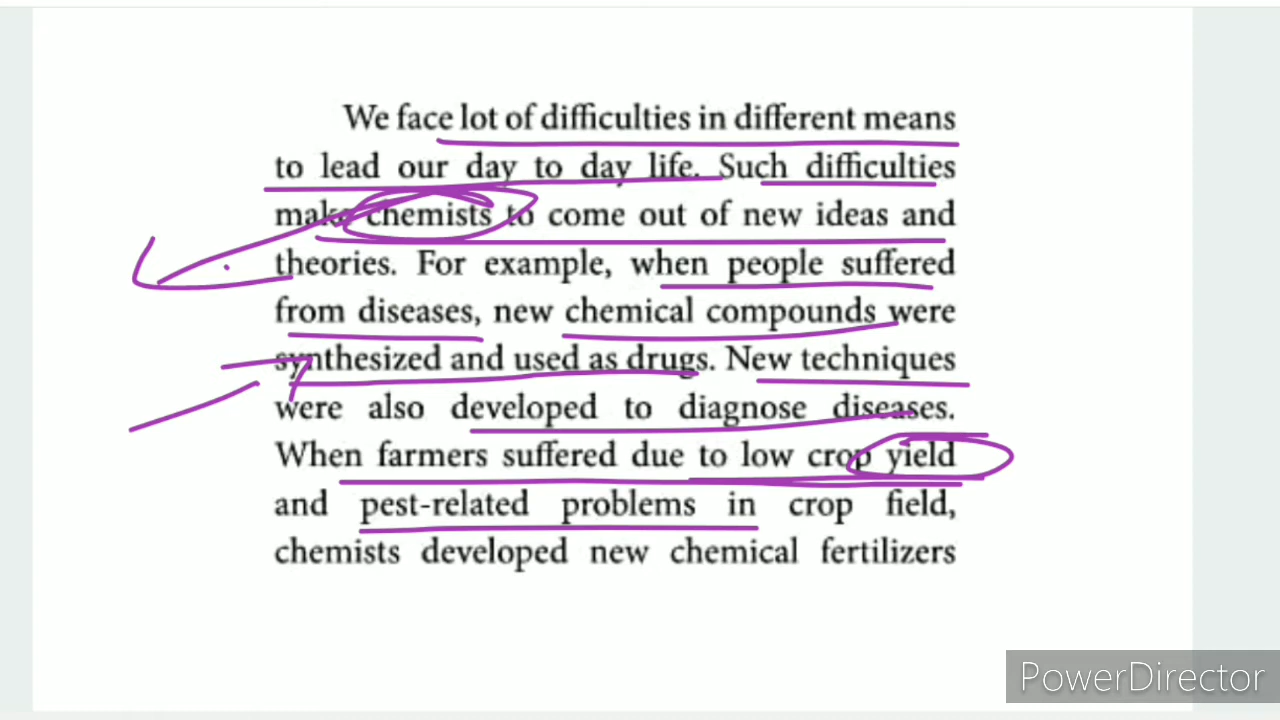 We face lot of difficulties in different means
to lead our day to day life. Such difficulties
make chemists to come out of new ideas and
theories. For example, when people suffered
from diseases, new chemical compounds were
synthesized and used as drugs. New techniques
were also developed to diagnose diseases.
When farmers suffered due to low crop yield
and pest-related problems in crop field,
chemists developed new chemical fertilizers
PowerDirector